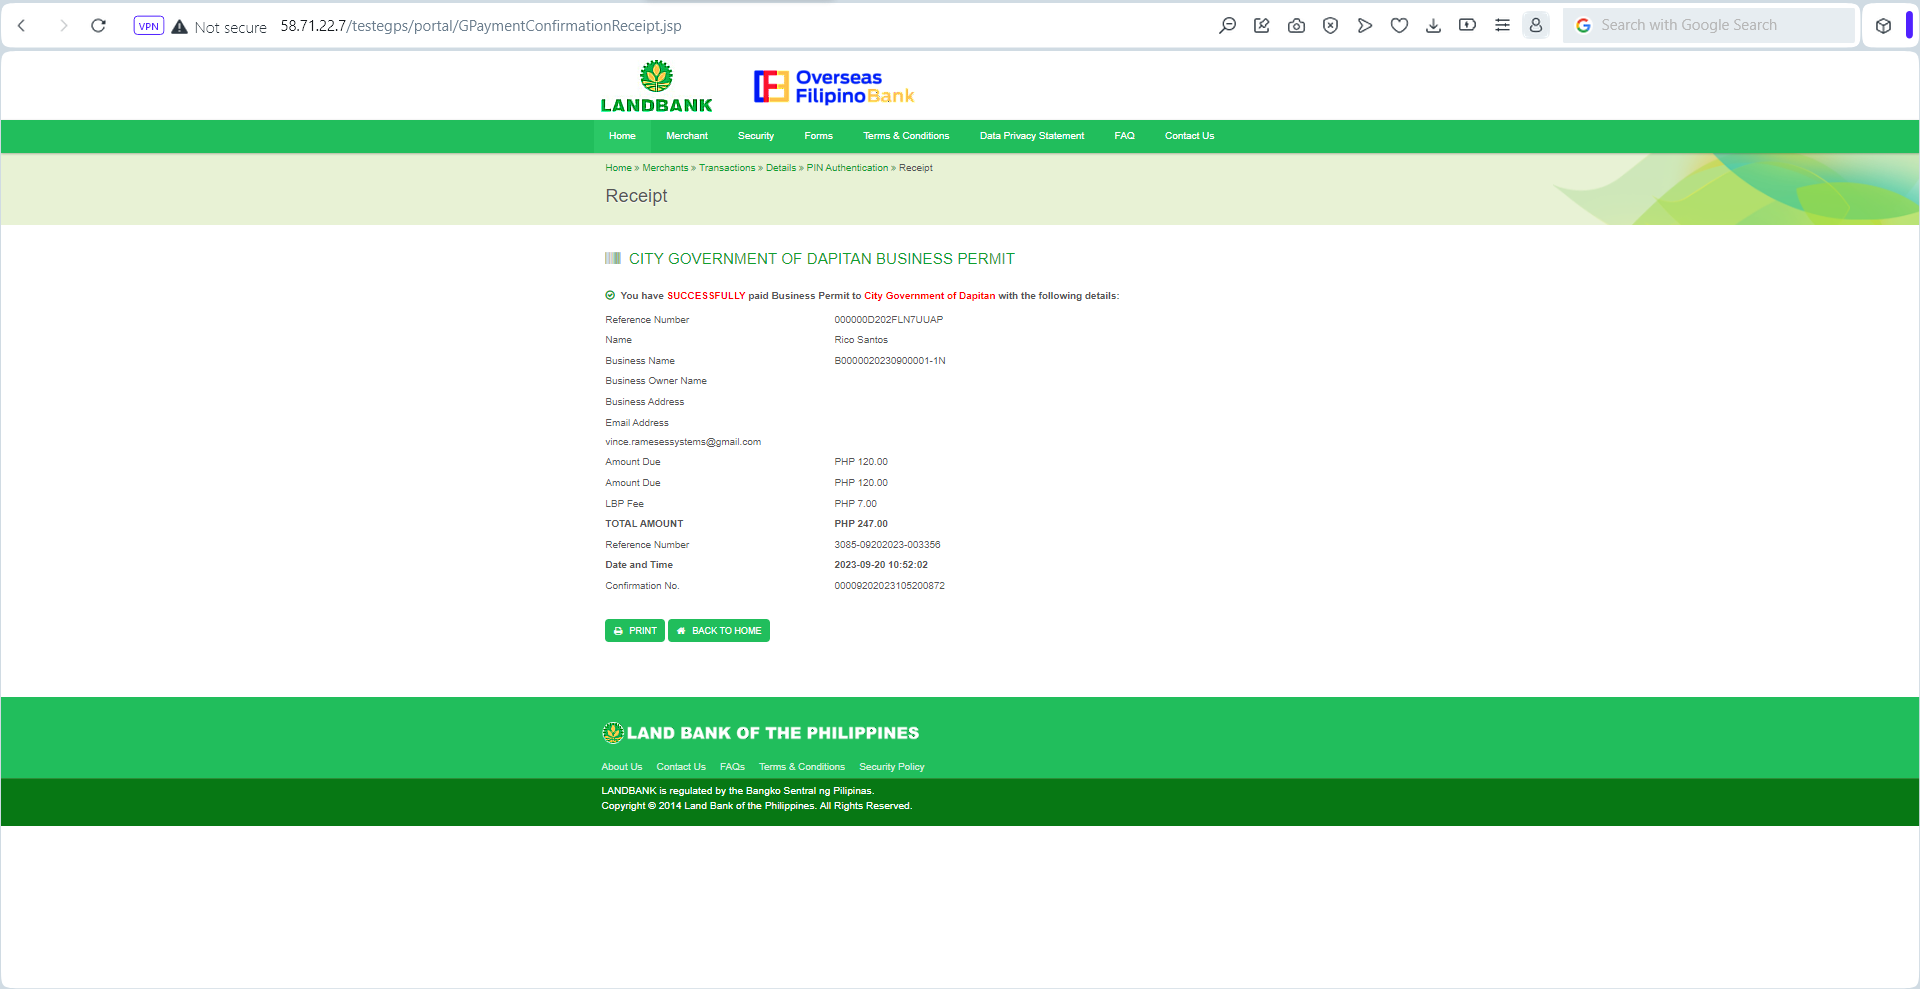 VPN Not secure 58.71.22.7/testegps/portal/GPaymentConfirmationReceipt.jsp Search with Google Search
LANDBANK
Overseas
FilipinoBank
Home Merchant Security Forms Terms & Conditions Data Privacy Statement FAQ Contact Us
Home » Merchants » Transactions » Details » PIN Authentication » Receipt
Receipt
CITY GOVERNMENT OF DAPITAN BUSINESS PERMIT
You have SUCCESSFULLY paid Business Permit to City Government of Dapitan with the following details:
Reference Number 000000D202FLN7UUAP
Name Rico Santos
Business Name B0000020230900001-1N
Business Owner Name
Business Address
Email Address
vince.ramesessystems@gmail.com
Amount Due PHP 120.00
Amount Due PHP 120.00
LBP Fee PHP 7.00
TOTAL AMOUNT PHP 247.00
Reference Number 3085-09202023-003356
Date and Time 2023-09-20 10:52:02
Confirmation No. 00009202023105200872
PRINT BACK TO HOME
LAND BANK OF THE PHILIPPINES
About Us Contact Us FAQs Terms & Conditions Security Policy
LANDBANK is regulated by the Bangko Sentral ng Pilipinas.
Copyright © 2014 Land Bank of the Philippines. All Rights Reserved.